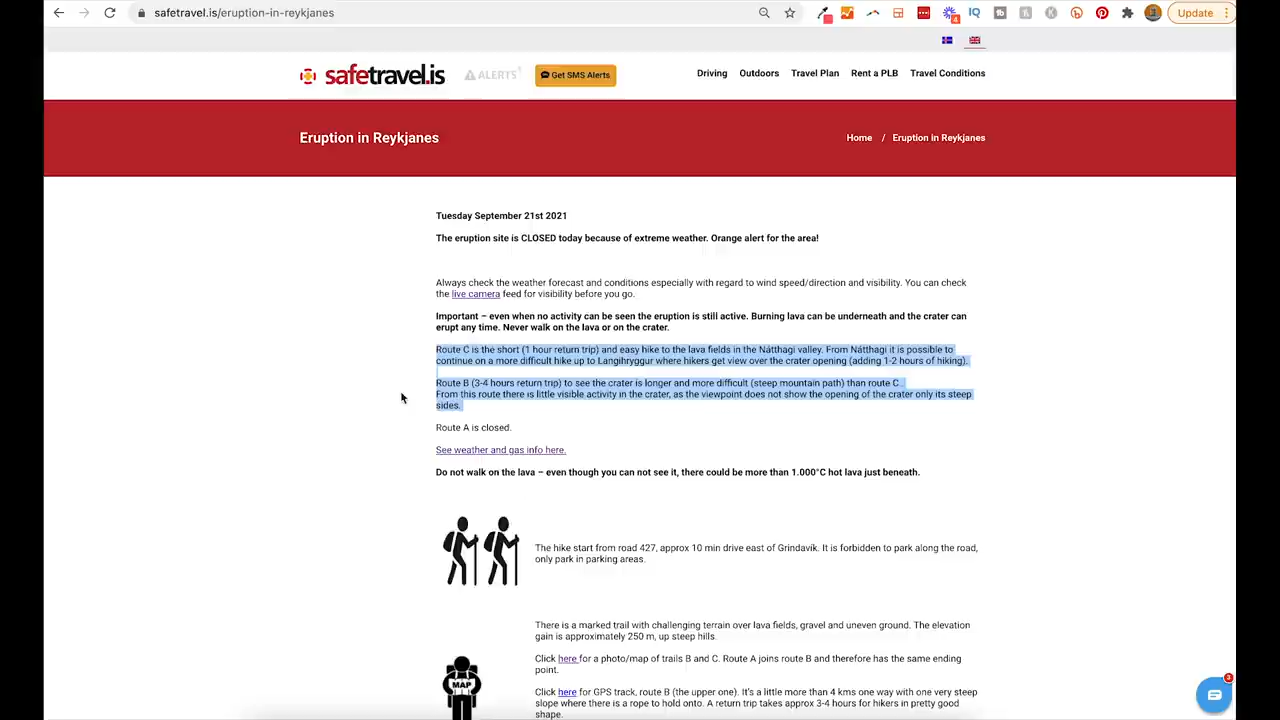 safetravel.is/eruption-in-reykjanes
Update
safetravel.is
ALERTS
Get SMS Alerts
Driving
Outdoors
Travel Plan
Rent a PLB
Travel Conditions
Eruption in Reykjanes
Home / Eruption in Reykjanes
Tuesday September 21st 2021
The eruption site is CLOSED today because of extreme weather. Orange alert for the area!
Always check the weather forecast and conditions especially with regard to wind speed/direction and visibility. You can check
the live camera feed for visibility before you go.
Important – even when no activity can be seen the eruption is still active. Burning lava can be underneath and the crater can
erupt any time. Never walk on the lava or on the crater.
Route C is the short (1 hour return trip) and easy hike to the lava fields in the Nátthagi valley. From Nátthagi it is possible to
continue on a more difficult hike up to Langihryggur where hikers get view over the crater opening (adding 1-2 hours of hiking).
Route B (3-4 hours return trip) to see the crater is longer and more difficult (steep mountain path) than route C..
From this route there is little visible activity in the crater, as the viewpoint does not show the opening of the crater only its steep
sides.
Route A is closed.
See weather and gas info here.
Do not walk on the lava – even though you can not see it, there could be more than 1.000°C hot lava just beneath.
The hike start from road 427, approx 10 min drive east of Grindavík. It is forbidden to park along the road,
only park in parking areas.
There is a marked trail with challenging terrain over lava fields, gravel and uneven ground. The elevation
gain is approximately 250 m, up steep hills.
MAP
Click here for a photo/map of trails B and C. Route A joins route B and therefore has the same ending
point.
Click here for GPS track, route B (the upper one). It's a little more than 4 kms one way with one very steep
slope where there is a rope to hold onto. A return trip takes approx 3-4 hours for hikers in pretty good
shape.
3